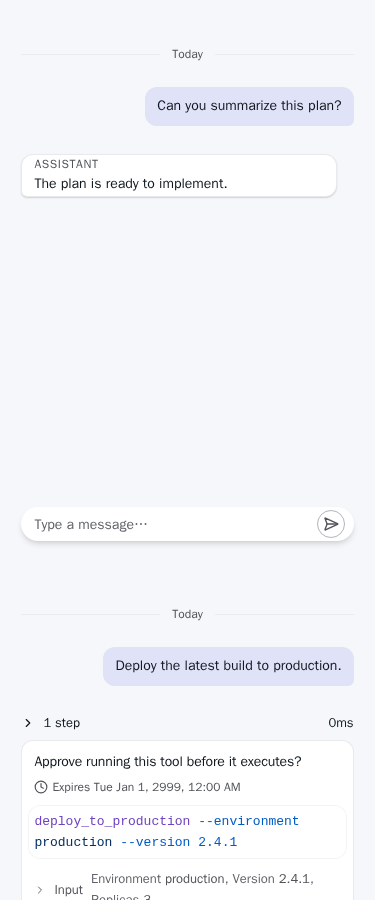 Today
Can you summarize this plan?
ASSISTANT
The plan is ready to implement.
Type a message···
Today
Deploy the latest build to production.
1 step 0ms
Approve running this tool before it executes?
Expires Tue Jan 1, 2999, 12:00 AM
deploy_to_production --environment
production --version 2.4.1
Input Environment production, Version 2.4.1,
Replicas 3